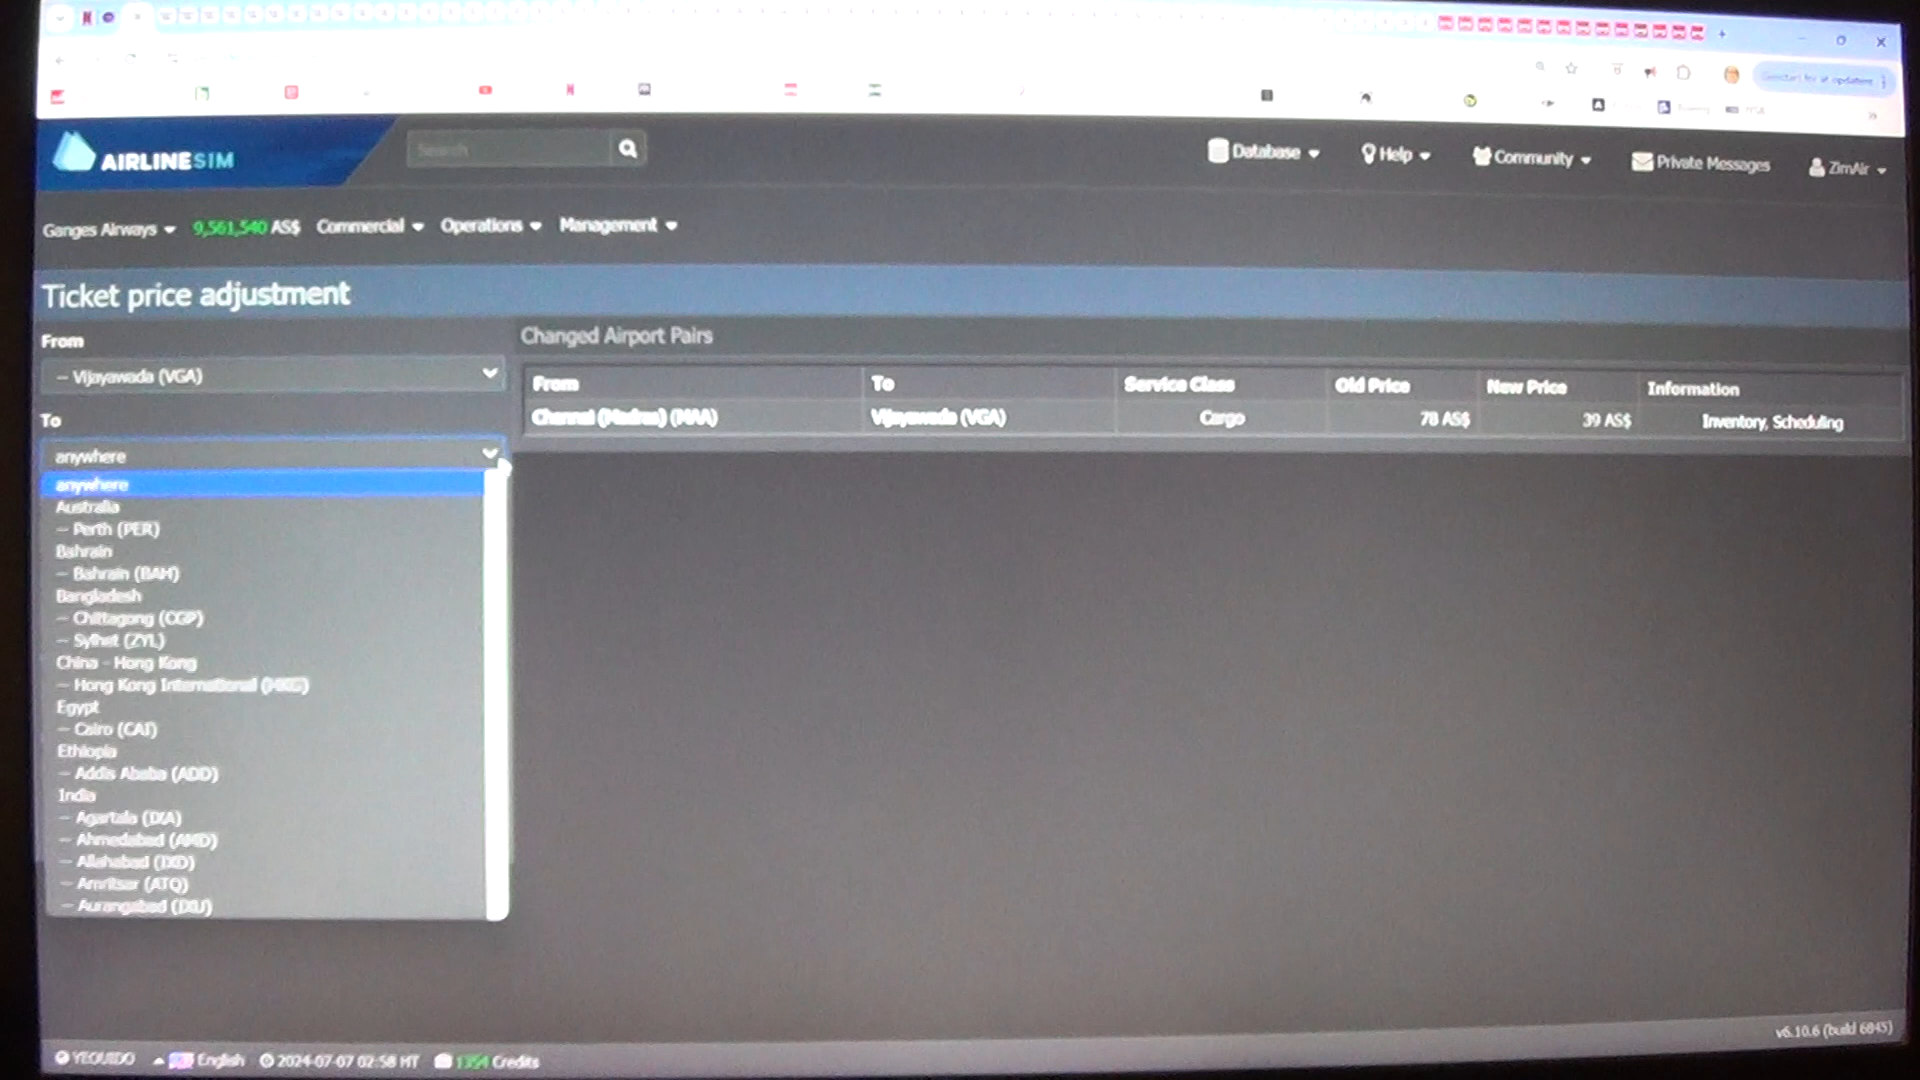 AIRLINESIM
Search
Database
Help
Community
Private Messages
ZimAir
Ganges Airways
9,561,540 AS$
Commercial
Operations
Management
Ticket price adjustment
From
-- Vijayawada (VGA)
To
anywhere
anywhere
Australia
-- Perth (PER)
Bahrain
-- Bahrain (BAH)
Bangladesh
-- Chittagong (CGP)
-- Sylhet (ZYL)
China - Hong Kong
-- Hong Kong International (HKG)
Egypt
-- Cairo (CAI)
Ethiopia
-- Addis Ababa (ADD)
India
-- Agartala (IXA)
-- Ahmedabad (AMD)
-- Allahabad (IXD)
-- Amritsar (ATQ)
-- Aurangabad (IXU)
Changed Airport Pairs
From To Service Class Old Price New Price Information
Chennai (Madras) (MAA) Vijayawada (VGA) Cargo 78 AS$ 39 AS$ Inventory, Scheduling
v6.10.6 (build 6845)
YEOUIDO
English
2024-07-07 02:58 HT
1354 Credits